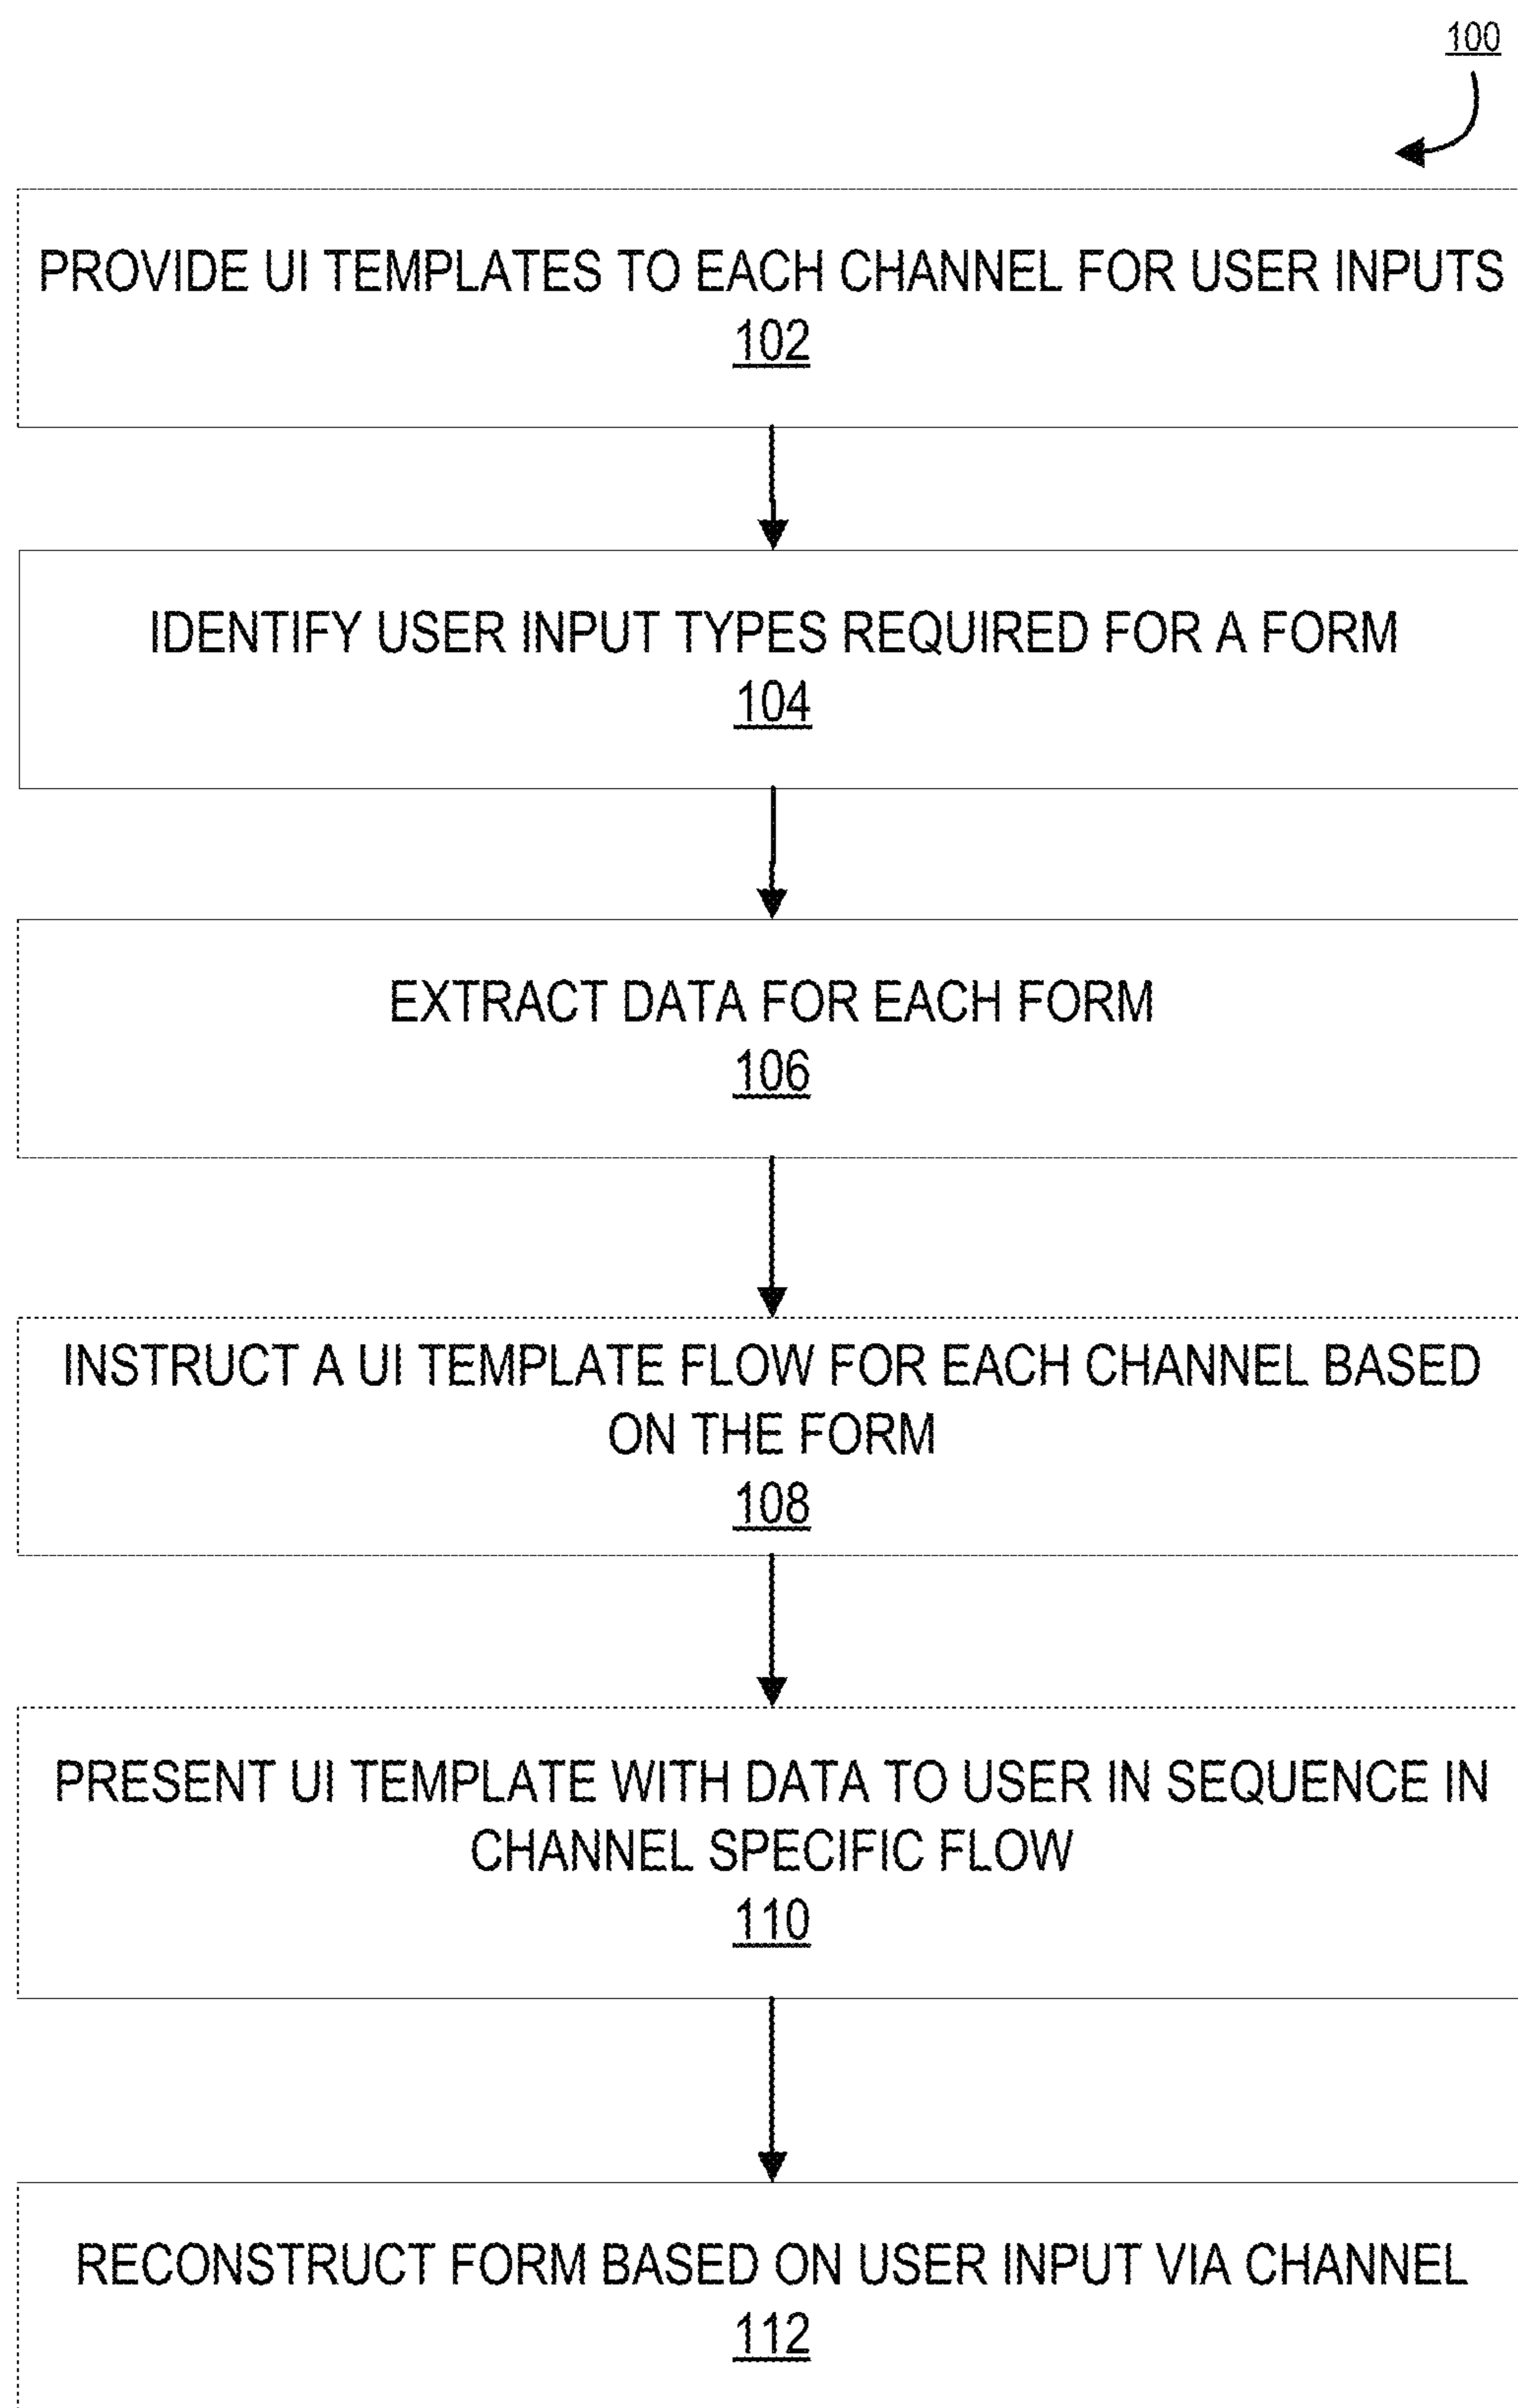 100
PROVIDE UI TEMPLATES TO EACH CHANNEL FOR USER INPUTS
102
IDENTIFY USER INPUT TYPES REQUIRED FOR A FORM
104
EXTRACT DATA FOR EACH FORM
106
INSTRUCT A UI TEMPLATE FLOW FOR EACH CHANNEL BASED
ON THE FORM
108
PRESENT UI TEMPLATE WITH DATA TO USER IN SEQUENCE IN
CHANNEL SPECIFIC FLOW
110
RECONSTRUCT FORM BASED ON USER INPUT VIA CHANNEL
112